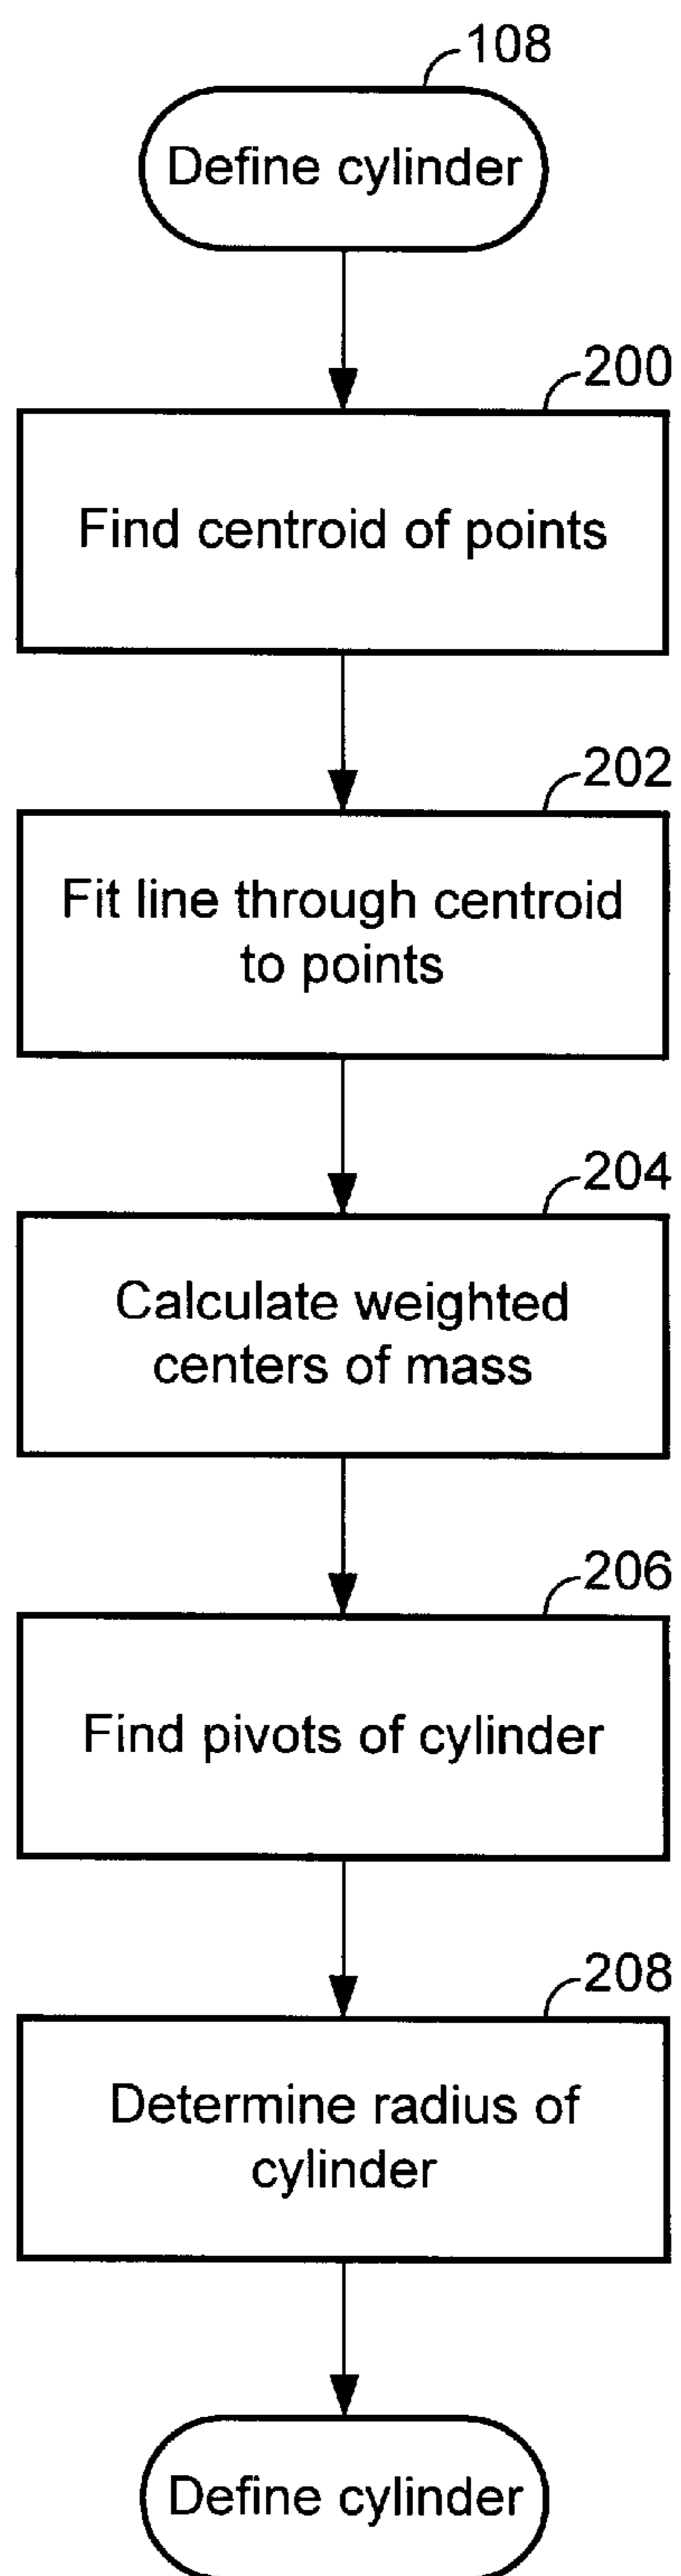 108
Define cylinder
200
Find centroid of points
202
Fit line through centroid
to points
204
Calculate weighted
centers of mass
206
Find pivots of cylinder
208
Determine radius of
cylinder
Define cylinder